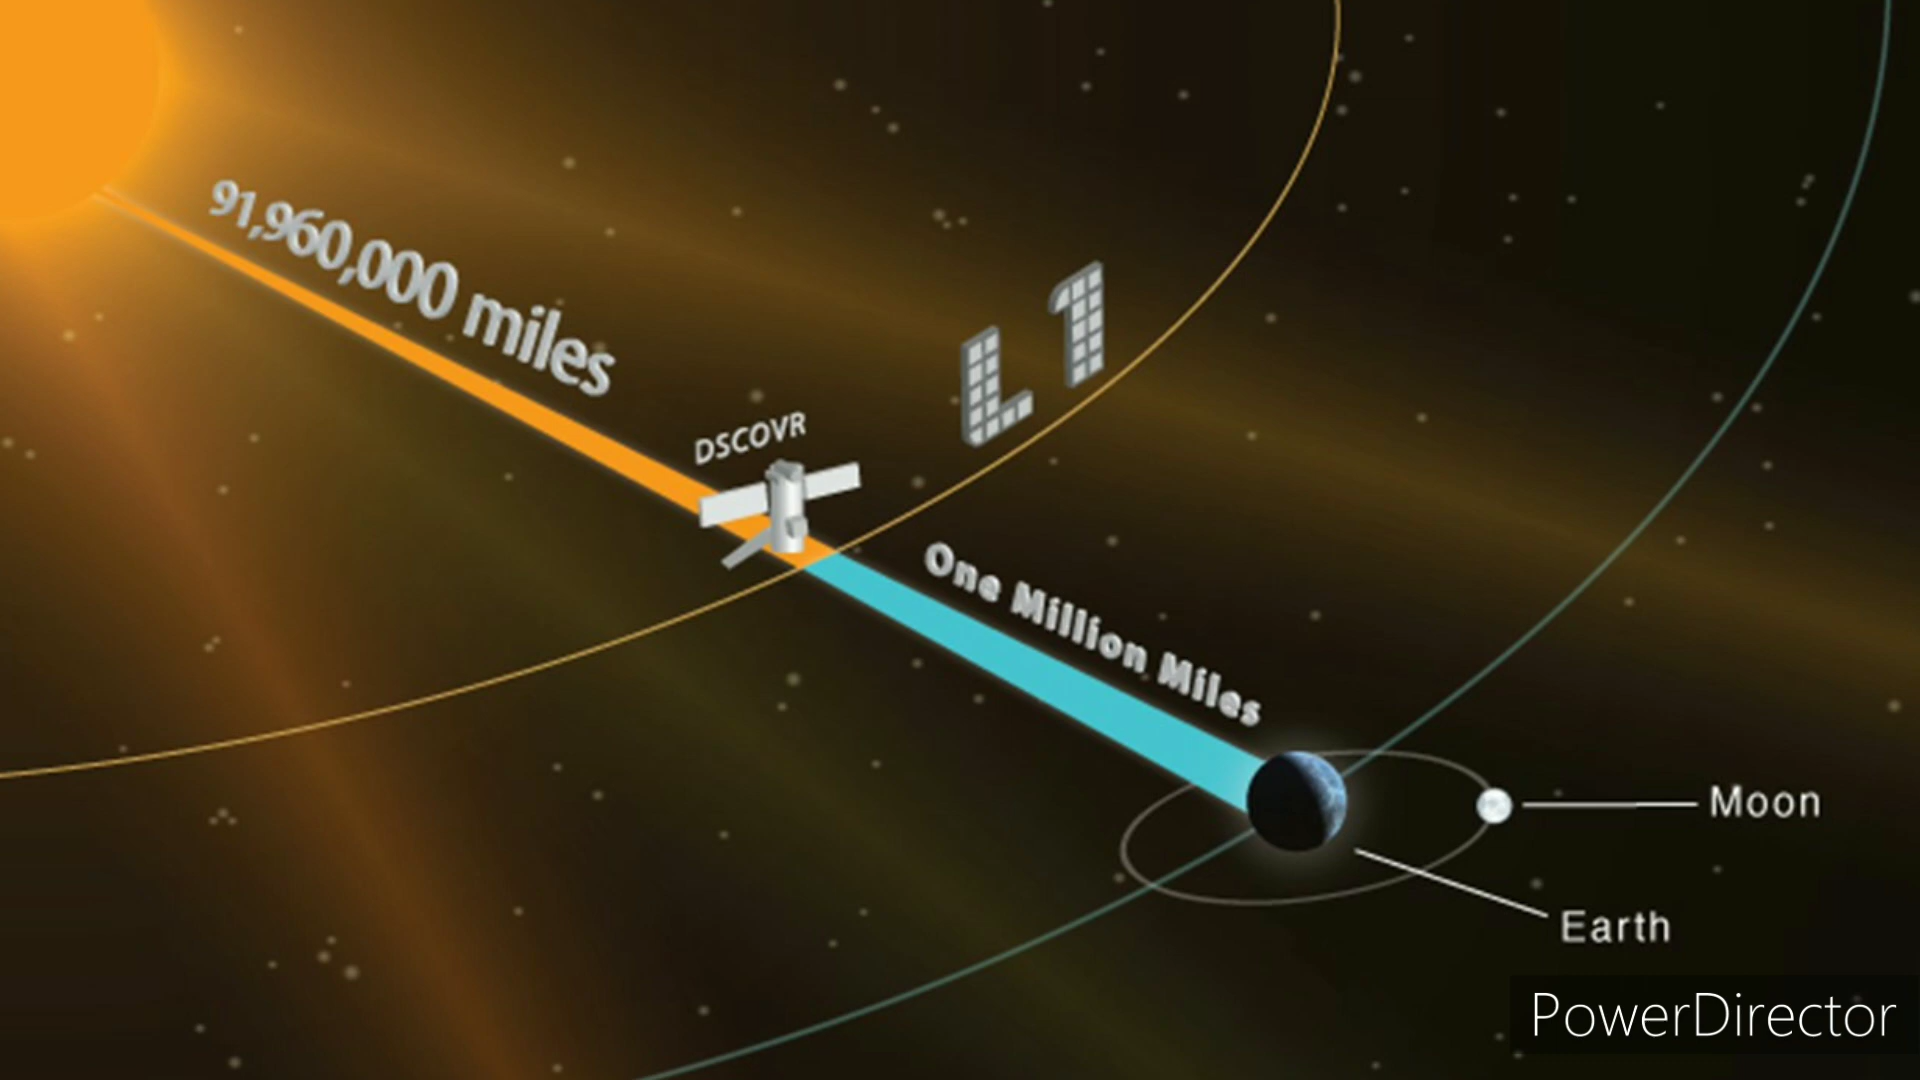 91,960,000 miles
DSCOVR
L1
One Million Miles
Moon
Earth
PowerDirector